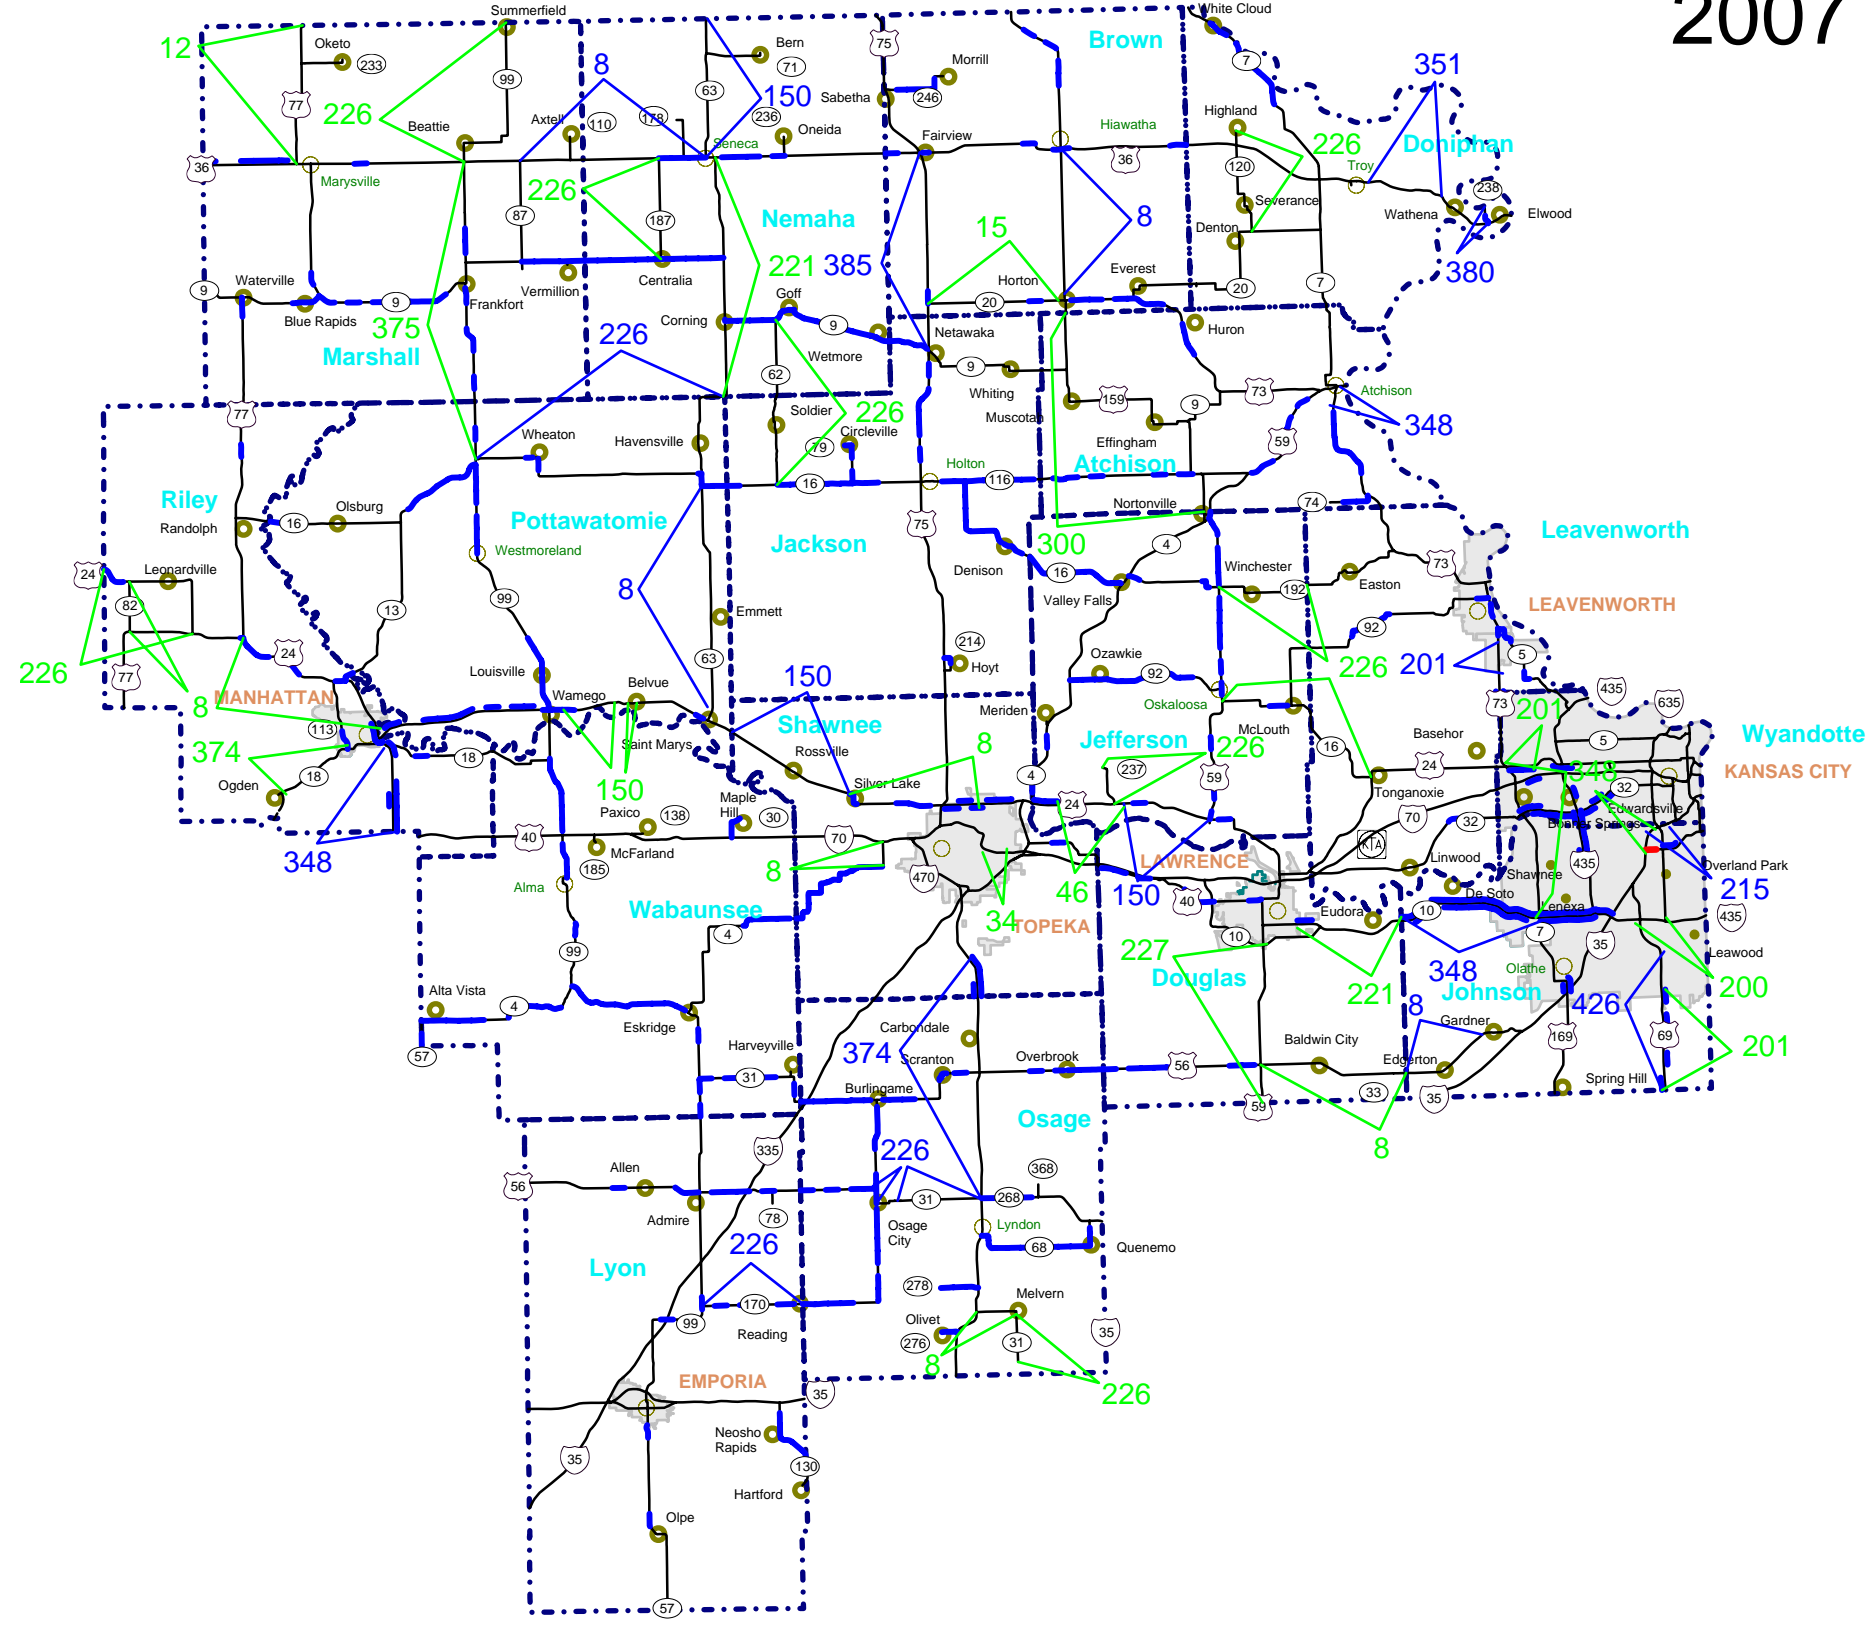 2007
Summerfield
White Cloud
12
Oketo
233
Bern
71
75
Morrill
Brown
7
351
99
8
63
150
Sabetha
246
77
226
Beattie
Axtell
110
178
236
Oneida
Highland
Seneca
Fairview
Hiawatha
226
Doniphan
36
Marysville
226
36
120
Troy
87
187
Nemaha
15
8
Severance
Wathena
238
Elwood
Denton
221
385
380
Centralia
Everest
Waterville
9
Vermillion
Goff
Horton
20
20
7
9
Frankfort
Blue Rapids
375
226
Corning
9
Netawaka
Huron
Marshall
Wetmore
9
Whiting
62
159
73
Atchison
77
Muscotah
9
Soldier
226
348
Wheaton
Havensville
79
Circleville
Effingham
59
Holton
Atchison
16
116
Riley
Olsburg
Nortonville
74
Randolph
16
Pottawatomie
75
Leavenworth
Westmoreland
Jackson
300
4
24
Leonardville
Denison
16
Winchester
73
82
99
8
Valley Falls
192
Easton
LEAVENWORTH
13
Emmett
92
24
214
Hoyt
Ozawkie
226
201
5
226
77
Louisville
63
150
92
435
8
MANHATTAN
Wamego
Belvue
Oskaloosa
73
201
635
Meriden
Shawnee
8
Jefferson
McLouth
Basehor
5
Wyandotte
113
Saint Marys
226
16
374
18
Rossville
237
24
348
KANSAS CITY
Ogden
18
150
Silver Lake
4
59
Tonganoxie
32
Maple
Hill
24
Edwardsville
Paxico
138
30
70
32
Bonner Springs
348
40
70
KTA
McFarland
185
8
LAWRENCE
Linwood
435
Overland Park
Alma
470
46
150
Shawnee
215
De Soto
Wabaunsee
34
40
Eudora
10
Lenexa
435
4
TOPEKA
10
7
35
99
227
Leawood
Douglas
348
Olathe
200
Alta Vista
221
8
Johnson
426
4
Eskridge
Carbondale
Gardner
57
Harveyville
374
Scranton
Overbrook
Baldwin City
169
69
201
31
56
Edgerton
Burlingame
33
35
Spring Hill
59
Osage
8
335
226
Allen
368
56
31
268
Admire
78
Osage
City
Lyndon
226
68
Quenemo
Lyon
278
Melvern
170
99
Olivet
Reading
276
31
35
8
EMPORIA
35
226
Neosho
Rapids
35
130
Hartford
Olpe
57